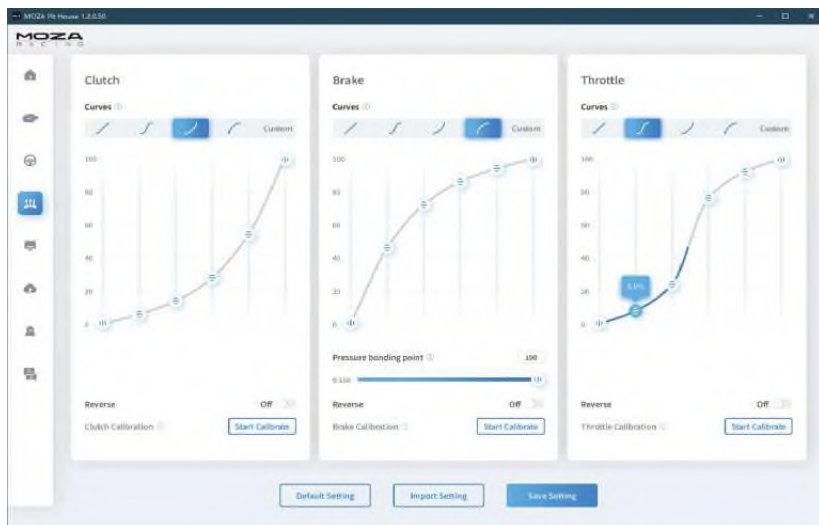 MOZA Pit House 1.2.0.50
MOZA
RACING
Clutch
Curves
Custom
100
80
60
40
20
0
Reverse
Off
Clutch Calibration
Start Calibrate
Brake
Curves
Custom
100
80
60
40
20
0
Pressure bonding point
100
Reverse
Off
Brake Calibration
Start Calibrate
Throttle
Curves
Custom
100
80
60
40
20
0
Reverse
Off
Throttle Calibration
Start Calibrate
Default Setting
Import Setting
Save Setting